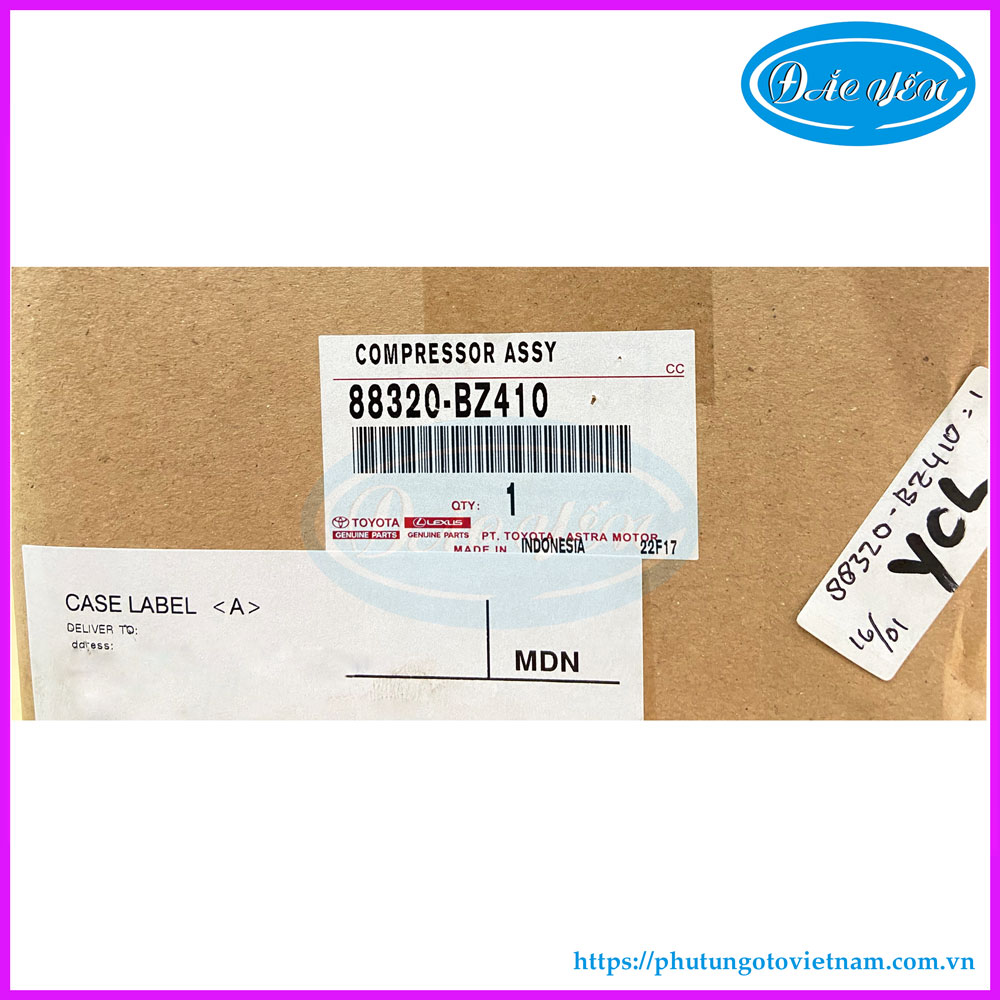 ĐẮC YẾN
COMPRESSOR ASSY
CC
88320-BZ410
QTY: 1
TOYOTA LEXUS
GENUINE PARTS GENUINE PARTS PT. TOYOTA - ASTRA MOTOR
MADE IN INDONESIA 22F17
CASE LABEL <A>
DELIVER TO:
ddress:
MDN
88320-BZ410=1
YCL
16/01
https://phutungotovietnam.com.vn